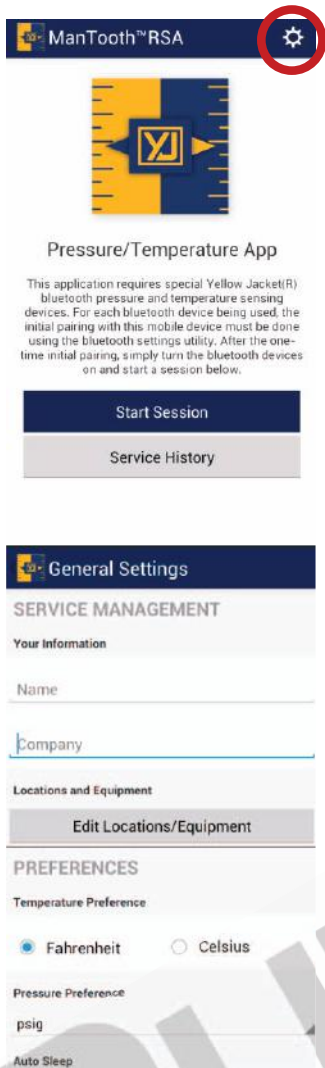 ManTooth™RSA
YJ
Pressure/Temperature App
This application requires special Yellow Jacket(R)
bluetooth pressure and temperature sensing
devices. For each bluetooth device being used, the
initial pairing with this mobile device must be done
using the bluetooth settings utility. After the one-
time initial pairing, simply turn the bluetooth devices
on and start a session below.
Start Session
Service History
General Settings
SERVICE MANAGEMENT
Your Information
Name
Company
Locations and Equipment
Edit Locations/Equipment
PREFERENCES
Temperature Preference
Fahrenheit Celsius
Pressure Preference
psig
Auto Sleep